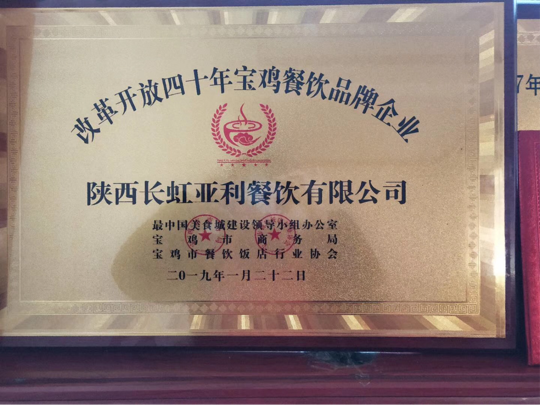 改革开放四十年宝鸡餐饮品牌企业
陕西长虹亚利餐饮有限公司
最中国美食城建设领导小组办公室
宝鸡市商务局
宝鸡市餐饮饭店行业协会
二0一九年一月二十二日
7年